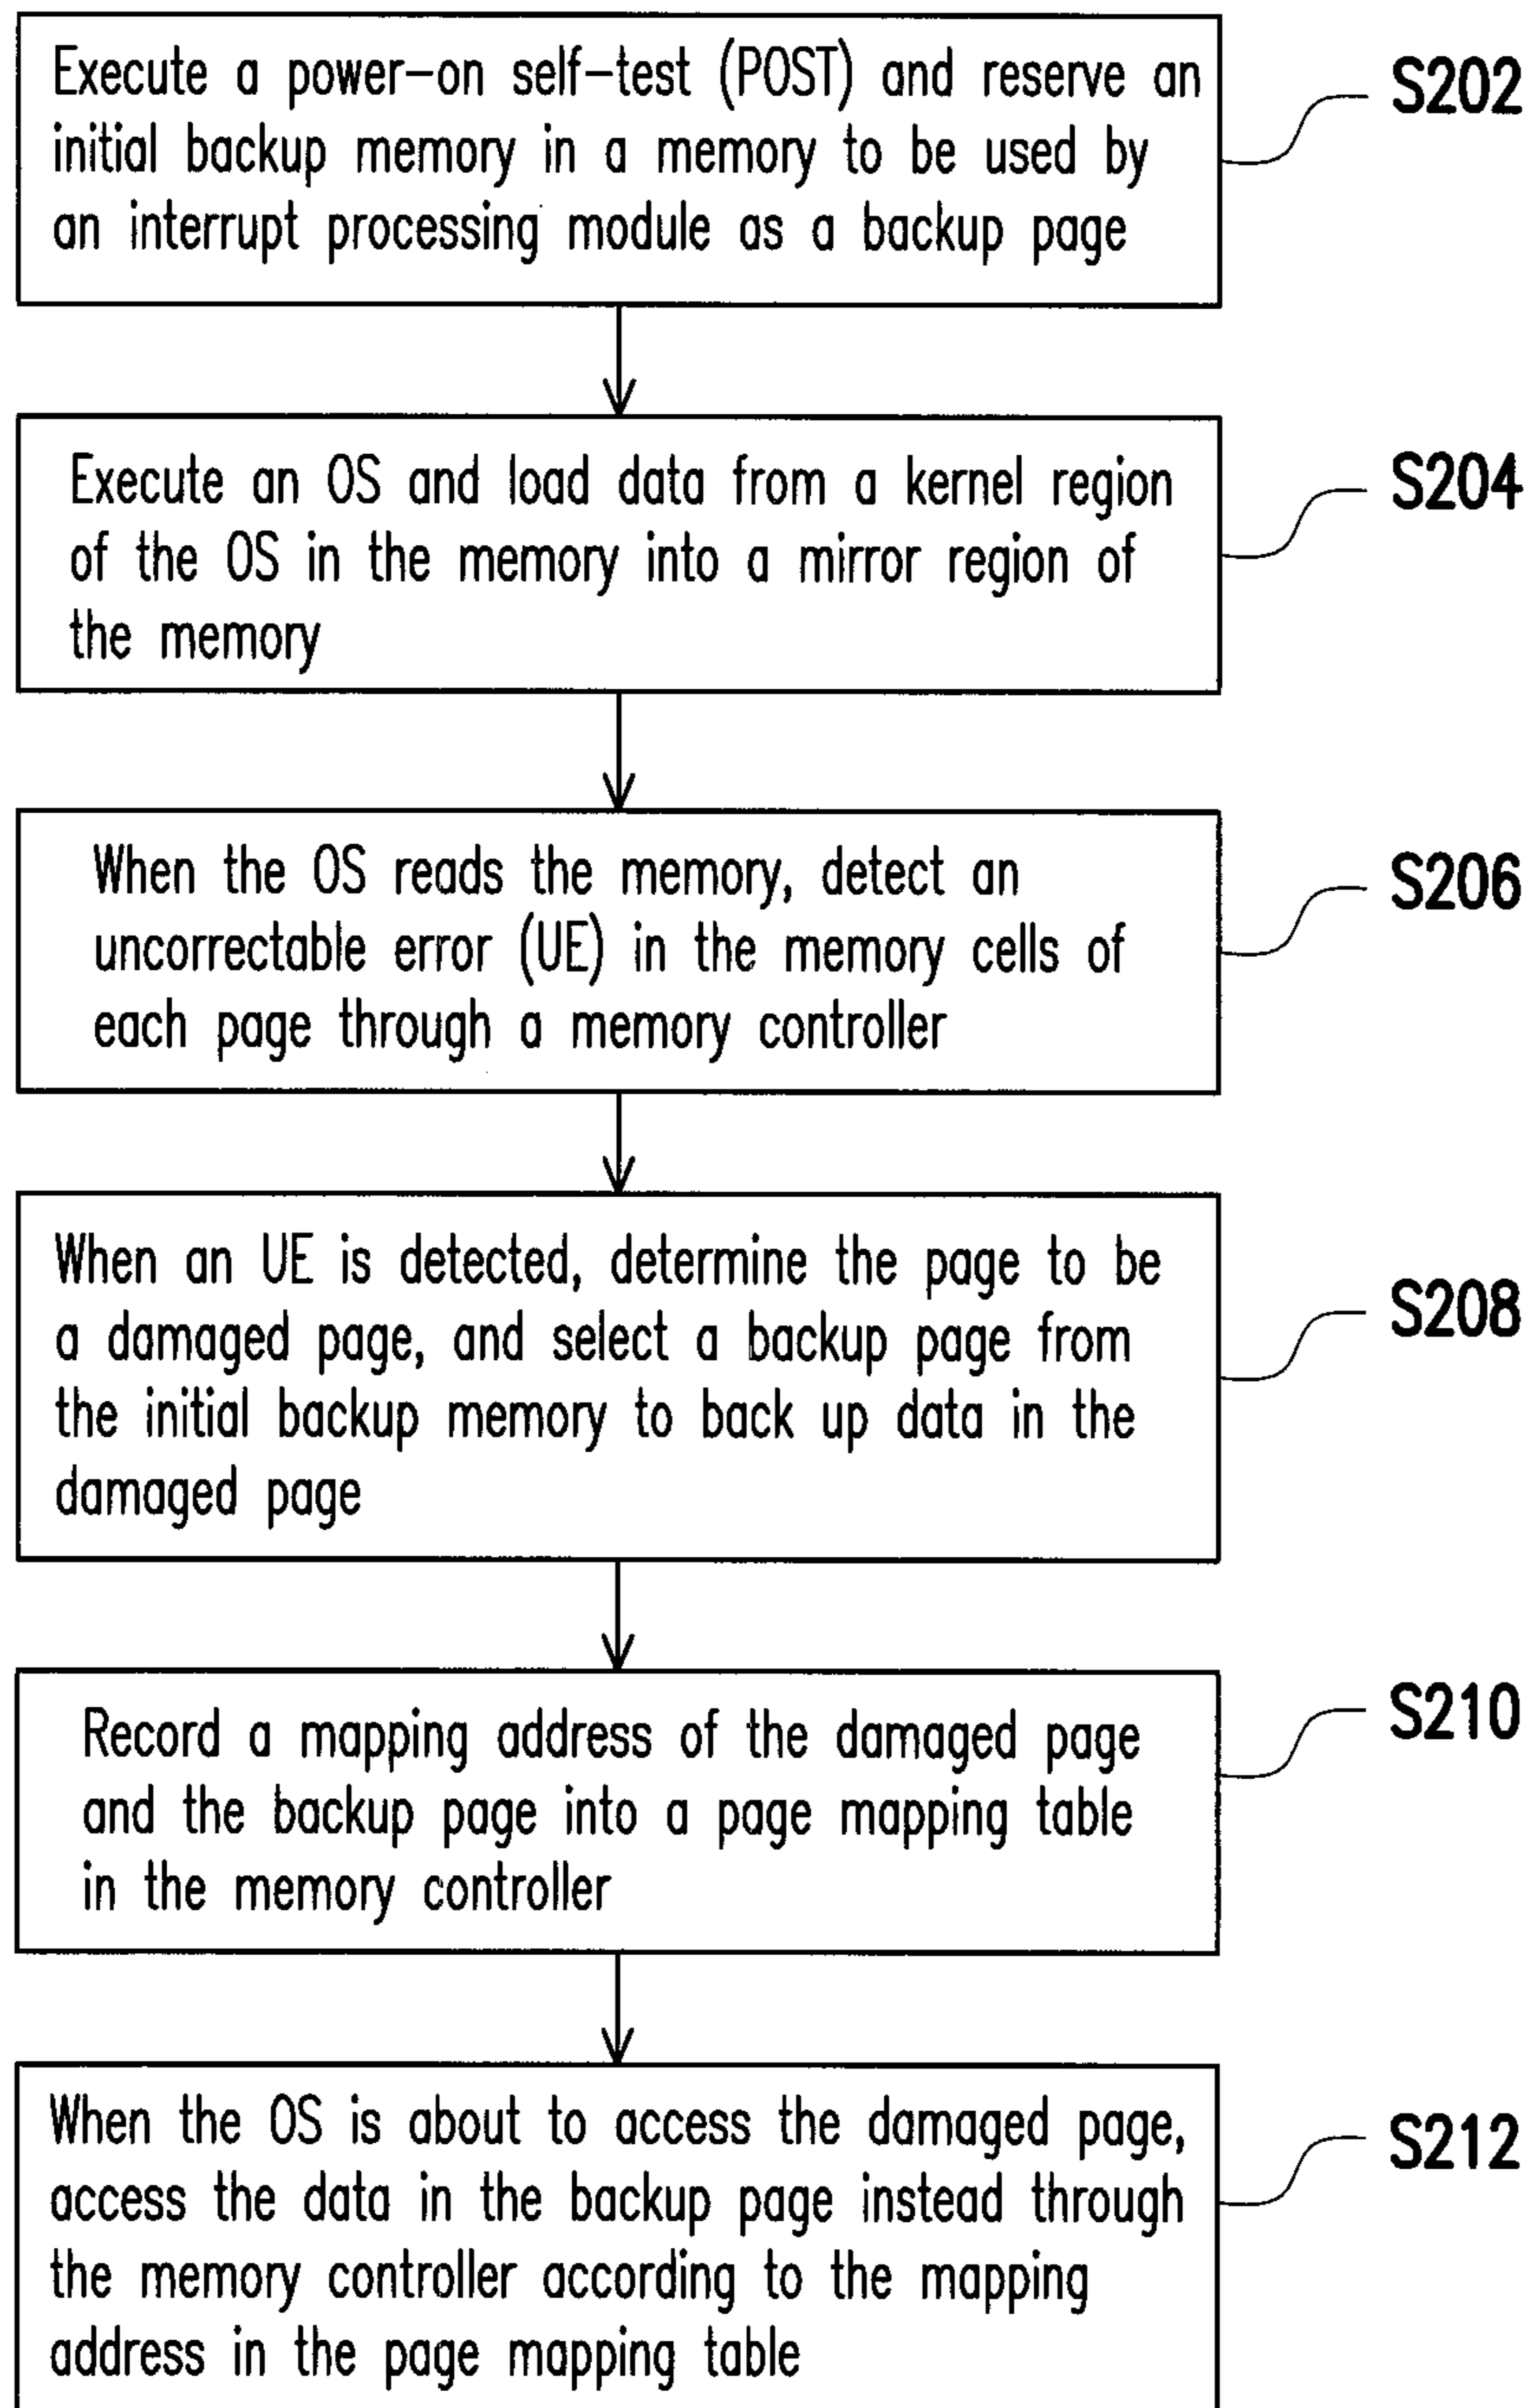 Execute a power-on self-test (POST) and reserve an
initial backup memory in a memory to be used by
an interrupt processing module as a backup page
S202
Execute an OS and load data from a kernel region
of the OS in the memory into a mirror region of
the memory
S204
When the OS reads the memory, detect an
uncorrectable error (UE) in the memory cells of
each page through a memory controller
S206
When an UE is detected, determine the page to be
a damaged page, and select a backup page from
the initial backup memory to back up data in the
damaged page
S208
Record a mapping address of the damaged page
and the backup page into a page mapping table
in the memory controller
S210
When the OS is about to access the damaged page,
access the data in the backup page instead through
the memory controller according to the mapping
address in the page mapping table
S212